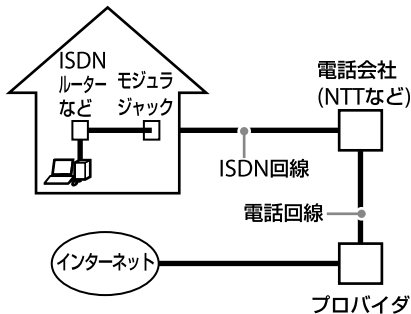 ISDN
ルーター
など
モジュラ
ジャック
電話会社
(NTTなど)
ISDN回線
電話回線
インターネット
プロバイダ